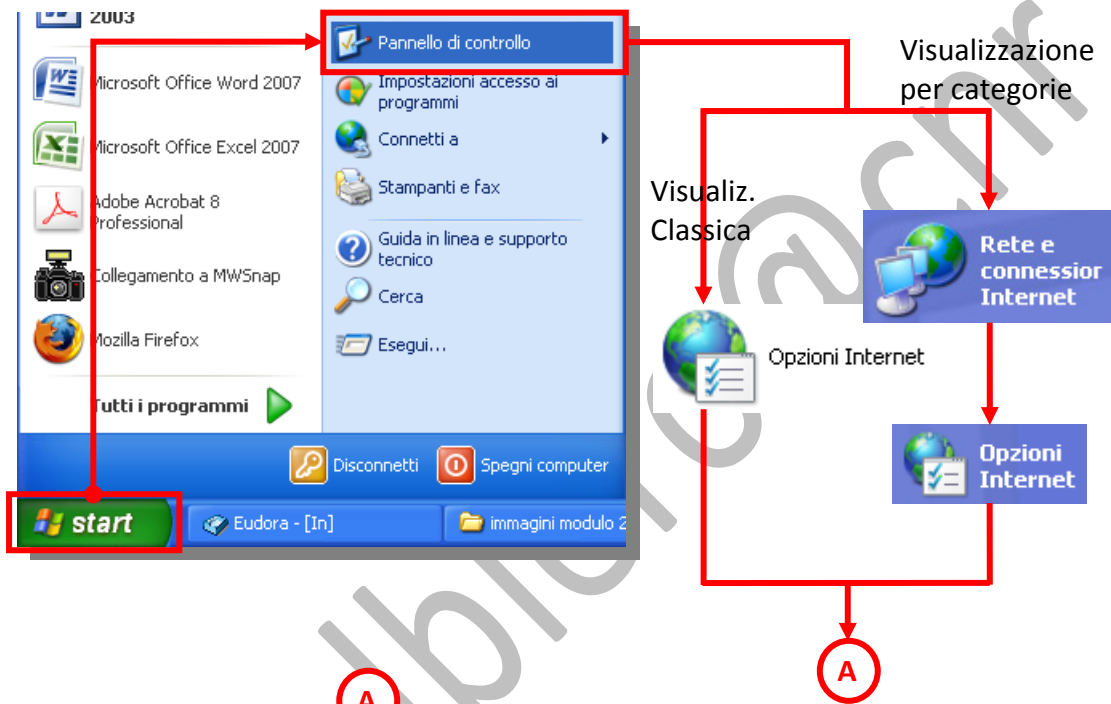 2003
Microsoft Office Word 2007
Microsoft Office Excel 2007
Adobe Acrobat 8
Professional
Collegamento a MWSnap
Mozilla Firefox
Tutti i programmi
Pannello di controllo
Impostazioni accesso ai
programmi
Connetti a
Stampanti e fax
Guida in linea e supporto
tecnico
Cerca
Esegui...
Disconnetti
Spegni computer
start
Eudora - [In]
immagini modulo 2
Visualizzazione
per categorie
Visualiz.
Classica
Rete e
connession
Internet
Opzioni Internet
Opzioni
Internet
A
A